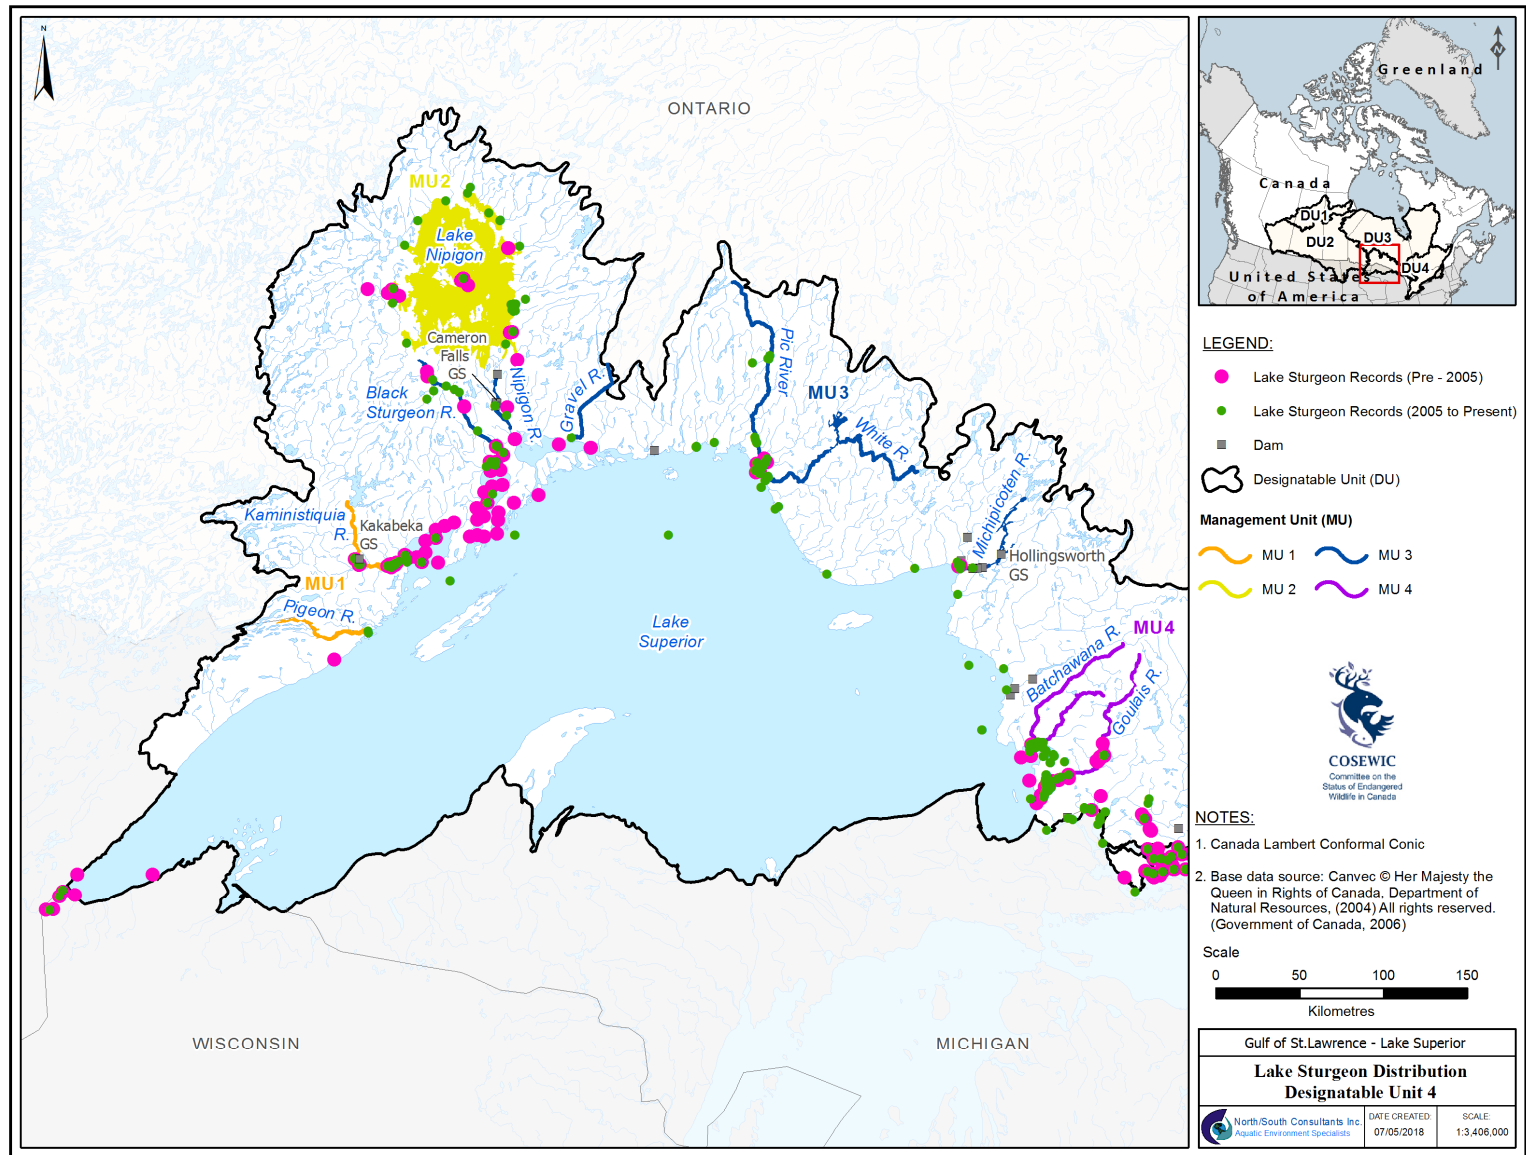 N
ONTARIO
MU2
Lake
Nipigon
Cameron
Falls
GS
Nipigon R.
Black
Sturgeon R.
Gravel R.
Pic River
MU3
White R.
Michipicoten R.
Hollingsworth
GS
Kaministiquia
R.
Kakabeka
GS
MU1
Pigeon R.
Lake
Superior
MU4
Batchawana R.
Goulais R.
WISCONSIN
MICHIGAN
N
Greenland
Canada
DU1
DU2
DU3
DU4
United States
of America
LEGEND:
Lake Sturgeon Records (Pre - 2005)
Lake Sturgeon Records (2005 to Present)
Dam
Designatable Unit (DU)
Management Unit (MU)
MU 1
MU 3
MU 2
MU 4
COSEWIC
Committee on the
Status of Endangered
Wildlife in Canada
NOTES:
1. Canada Lambert Conformal Conic
2. Base data source: Canvec © Her Majesty the
Queen in Rights of Canada, Department of
Natural Resources, (2004) All rights reserved.
(Government of Canada, 2006)
Scale
0 50 100 150
Kilometres
Gulf of St.Lawrence - Lake Superior
Lake Sturgeon Distribution
Designatable Unit 4
North/South Consultants Inc.
Aquatic Environment Specialists
DATE CREATED:
07/05/2018
SCALE:
1:3,406,000